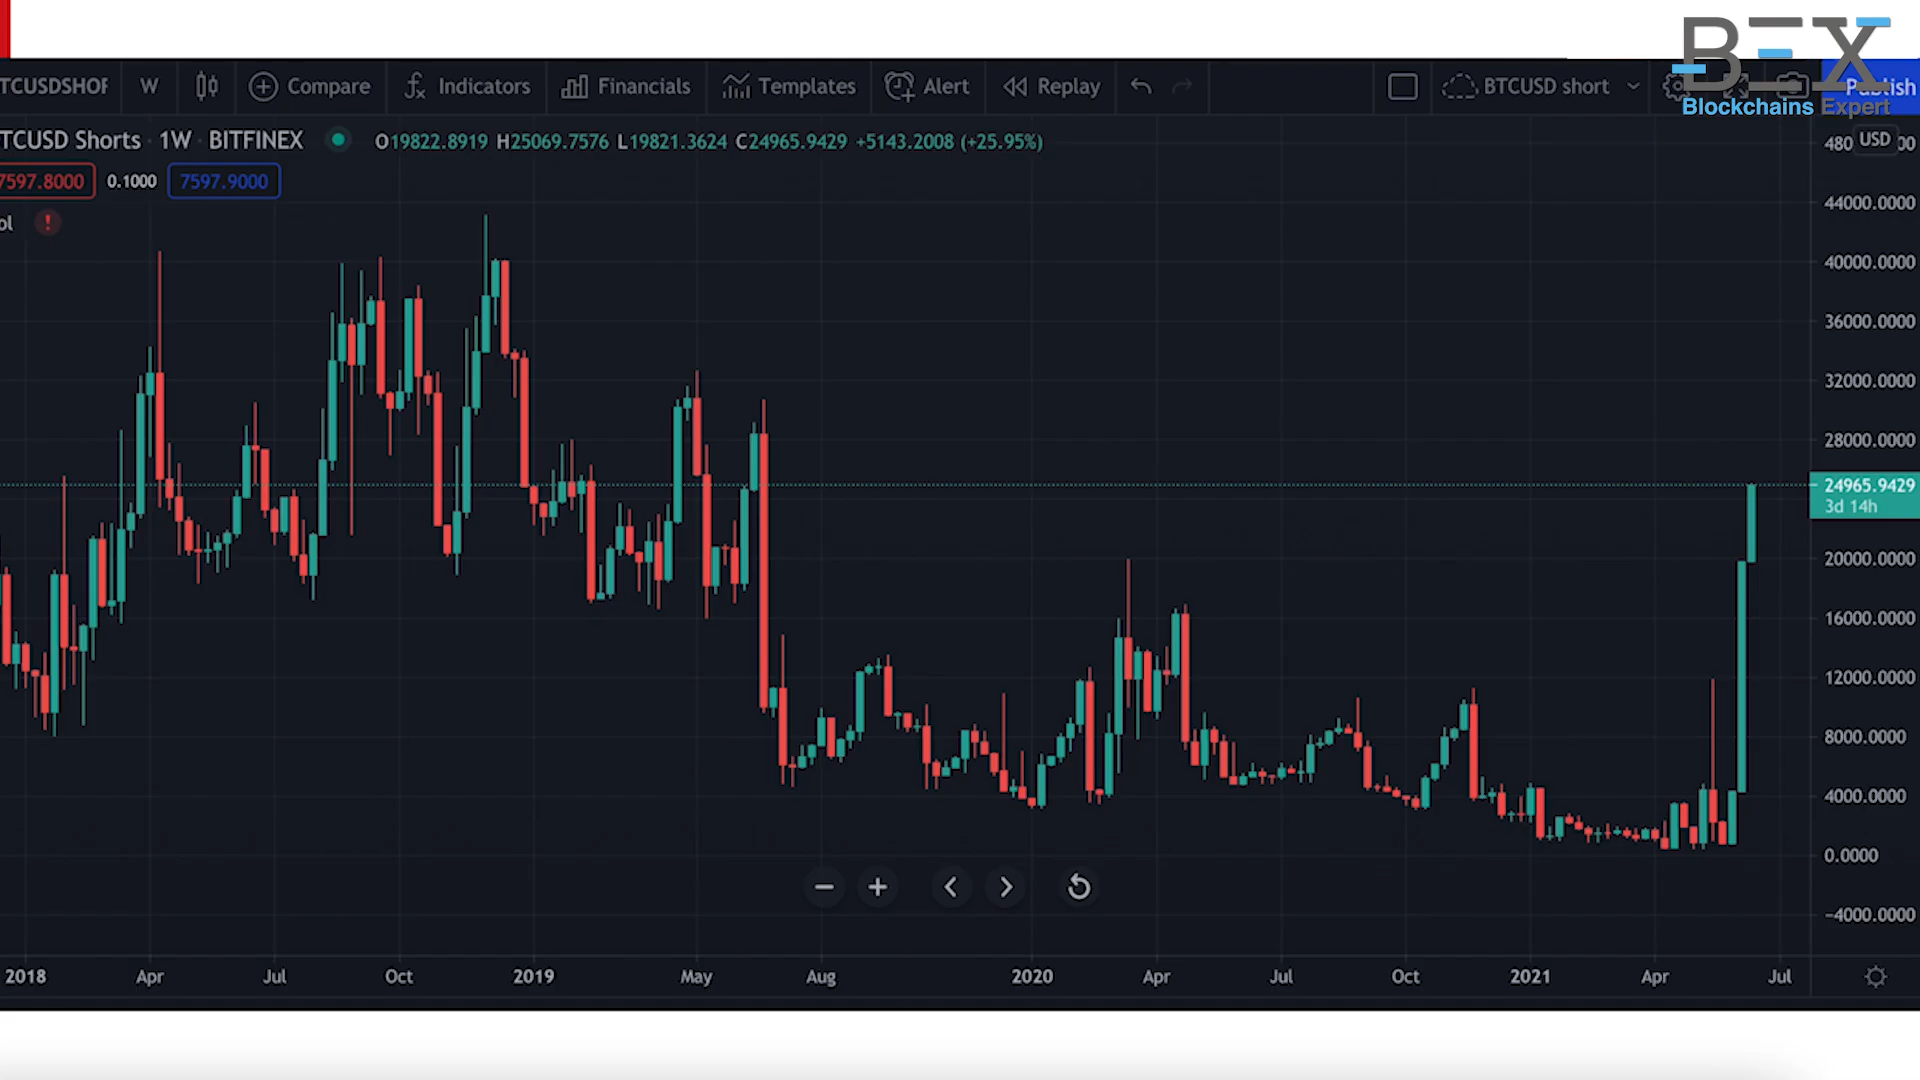 BEX
Blockchains Expert
TCUSDSHOF W Compare Indicators Financials Templates Alert Replay BTCUSD short Publish
TCUSD Shorts · 1W · BITFINEX O19822.8919 H25069.7576 L19821.3624 C24965.9429 +5143.2008 (+25.95%)
7597.8000 0.1000 7597.9000
ol !
USD
44000.0000
40000.0000
36000.0000
32000.0000
28000.0000
24965.9429
3d 14h
20000.0000
16000.0000
12000.0000
8000.0000
4000.0000
0.0000
−4000.0000
2018 Apr Jul Oct 2019 May Aug 2020 Apr Jul Oct 2021 Apr Jul